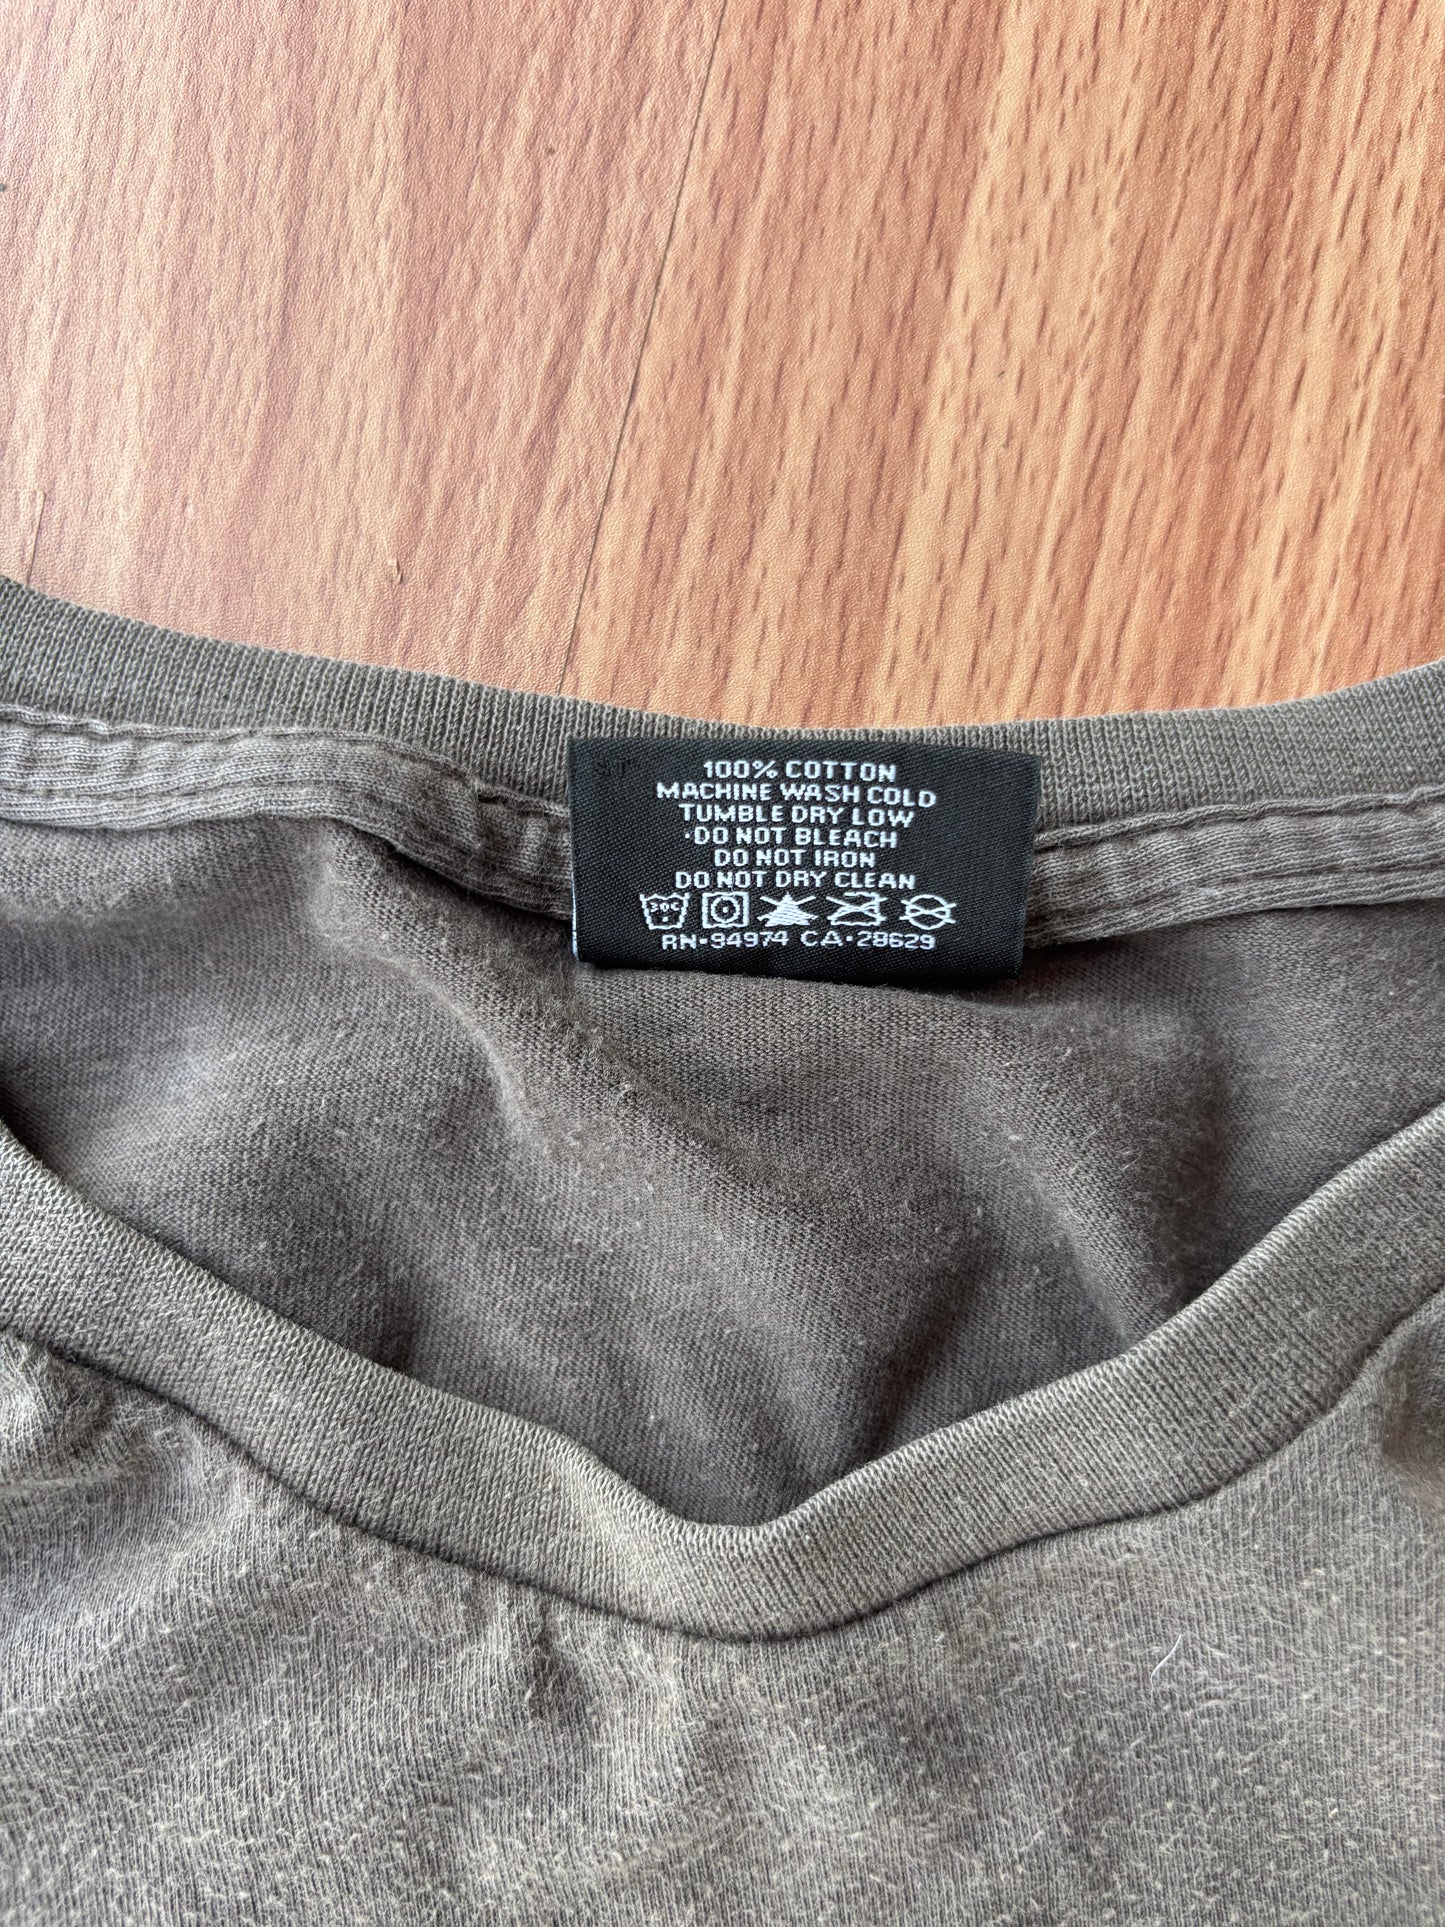 100% COTTON
MACHINE WASH COLD
TUMBLE DRY LOW
·DO NOT BLEACH
DO NOT IRON
DO NOT DRY CLEAN
30C
RN·94974 CA·28629